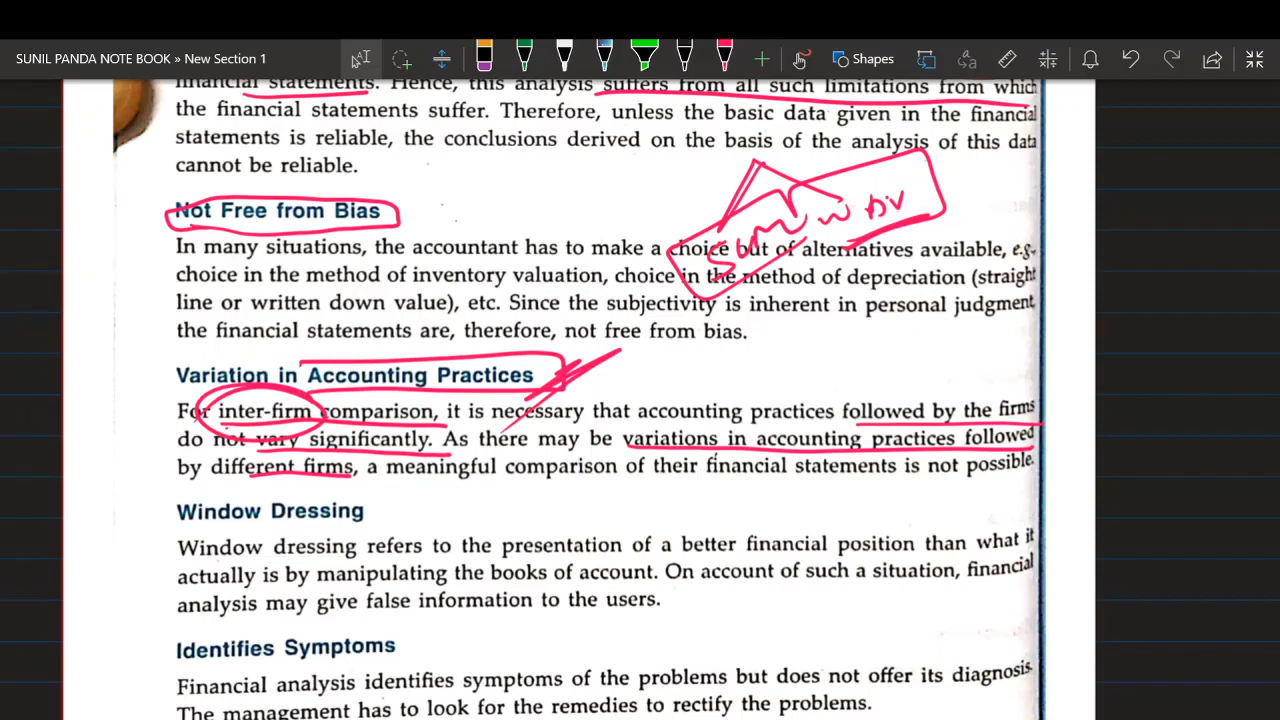 SUNIL PANDA NOTE BOOK » New Section 1
Shapes
financial statements. Hence, this analysis suffers from all such limitations from which
the financial statements suffer. Therefore, unless the basic data given in the financial
statements is reliable, the conclusions derived on the basis of the analysis of this data
cannot be reliable.
Not Free from Bias
In many situations, the accountant has to make a choice out of alternatives available, e.g.
choice in the method of inventory valuation, choice in the method of depreciation (straight
line or written down value), etc. Since the subjectivity is inherent in personal judgment
the financial statements are, therefore, not free from bias.
Variation in Accounting Practices
For inter-firm comparison, it is necessary that accounting practices followed by the firms
do not vary significantly. As there may be variations in accounting practices followed
by different firms, a meaningful comparison of their financial statements is not possible.
Window Dressing
Window dressing refers to the presentation of a better financial position than what it
actually is by manipulating the books of account. On account of such a situation, financial
analysis may give false information to the users.
Identifies Symptoms
Financial analysis identifies symptoms of the problems but does not offer its diagnosis.
The management has to look for the remedies to rectify the problems.